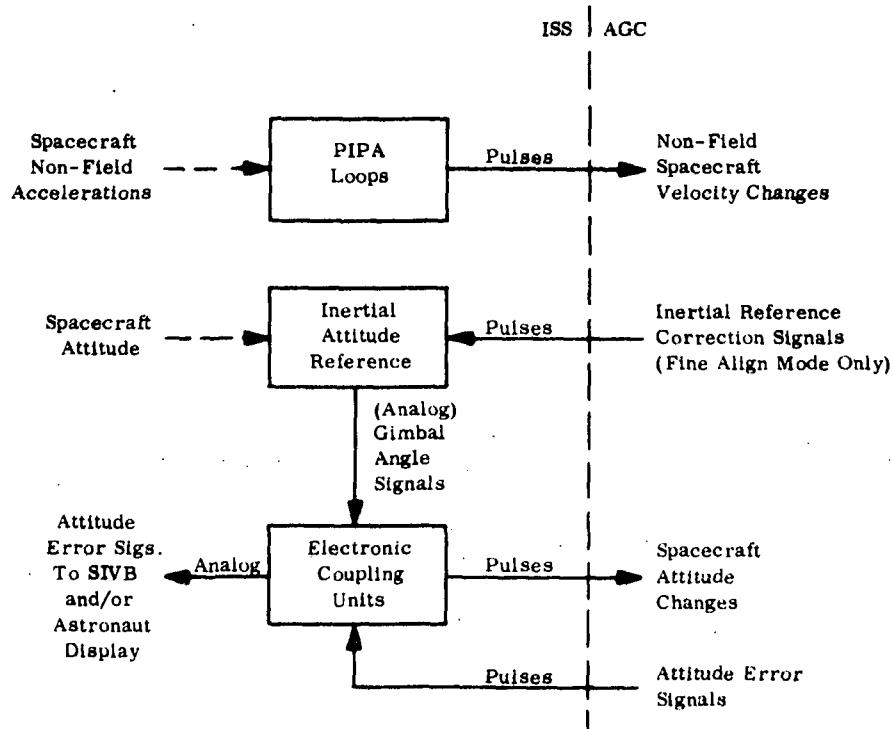 ISS AGC
Spacecraft
Non-Field
Accelerations
PIPA
Loops
Pulses
Non-Field
Spacecraft
Velocity Changes
Spacecraft
Attitude
Inertial
Attitude
Reference
Pulses
Inertial Reference
Correction Signals
(Fine Align Mode Only)
(Analog)
Gimbal
Angle
Signals
Attitude
Error Sigs.
To SIVB
and/or
Astronaut
Display
Analog
Electronic
Coupling
Units
Pulses
Spacecraft
Attitude
Changes
Pulses
Attitude Error
Signals